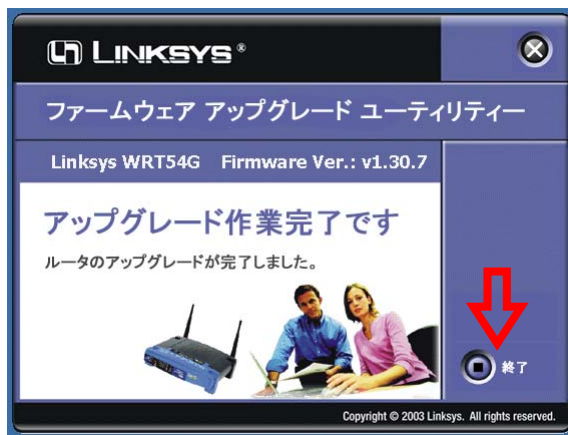 LINKSYS®
ファームウェア アップグレード ユーティリティー
Linksys WRT54G Firmware Ver.: v1.30.7
アップグレード作業完了です
ルータのアップグレードが完了しました。
終了
Copyright © 2003 Linksys. All rights reserved.